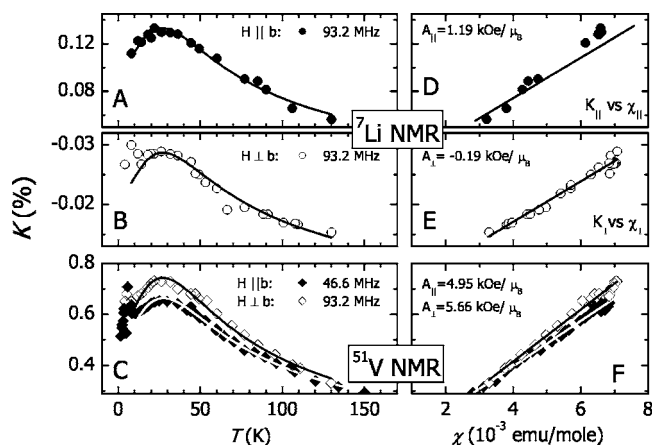 0.12
0.08
A
H || b: ● 93.2 MHz
D
A|| = 1.19 kOe/ μB
K|| vs χ||
⁷Li NMR
-0.03
-0.02
B
H ⊥ b: ○ 93.2 MHz
E
A⊥ = -0.19 kOe/ μB
K⊥ vs χ⊥
K (%)
0.8
0.6
0.4
C
H ||b: ◆ 46.6 MHz
H ⊥b: ◇ 93.2 MHz
F
A|| = 4.95 kOe/ μB
A⊥ = 5.66 kOe/ μB
⁵¹V NMR
0 50 100 150
T (K)
4 6 8
χ (10⁻³ emu/mole)